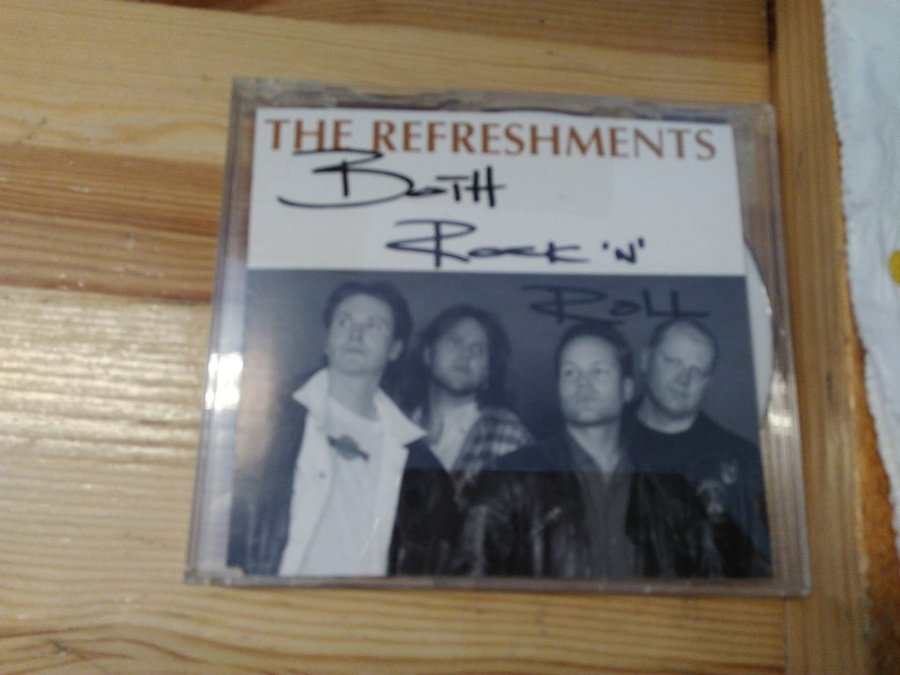 THE REFRESHMENTS
BOTH
ROCK 'N'
ROLL